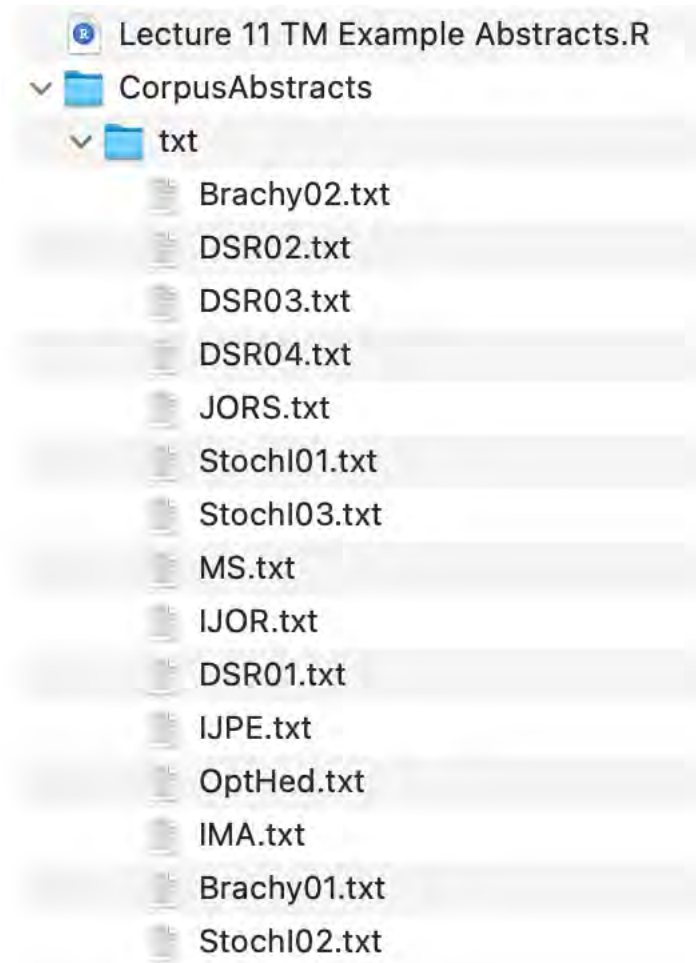 Lecture 11 TM Example Abstracts.R
CorpusAbstracts
txt
Brachy02.txt
DSR02.txt
DSR03.txt
DSR04.txt
JORS.txt
StochI01.txt
StochI03.txt
MS.txt
IJOR.txt
DSR01.txt
IJPE.txt
OptHed.txt
IMA.txt
Brachy01.txt
StochI02.txt